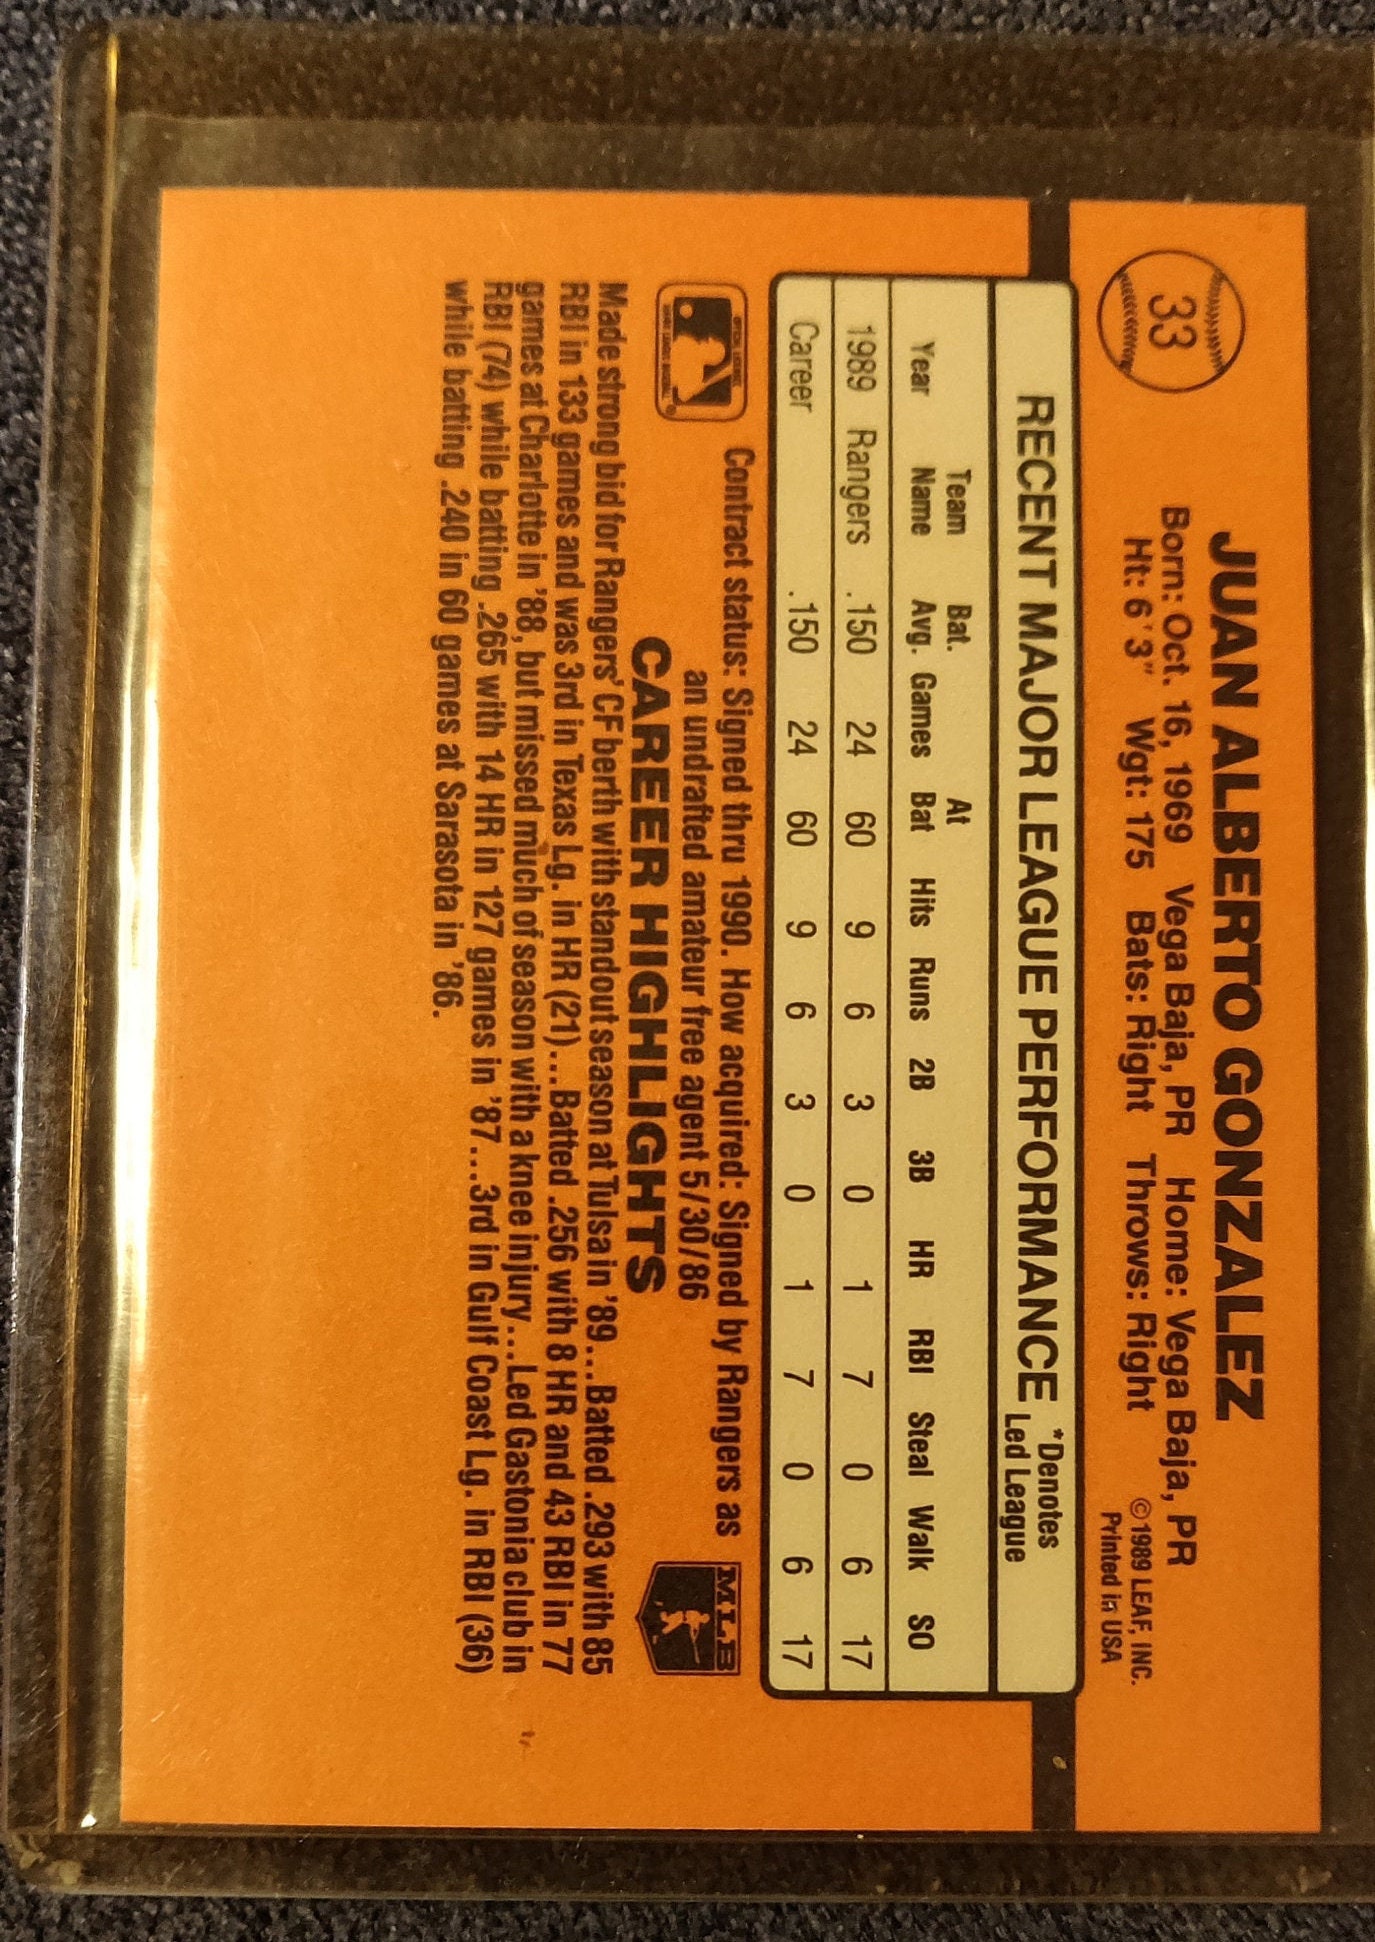 33
JUAN ALBERTO GONZALEZ
Born: Oct. 16, 1969 Vega Baja, PR Home: Vega Baja, PR
Ht: 6'3" Wgt: 175 Bats: Right Throws: Right
©1989 LEAF, INC.
Printed in USA
RECENT MAJOR LEAGUE PERFORMANCE *Denotes Led League
Year Team Name Bat. Avg. Games At Bat Hits Runs 2B 3B HR RBI Steal Walk SO
1989 Rangers .150 24 60 9 6 3 0 1 7 0 6 17
Career .150 24 60 9 6 3 0 1 7 0 6 17
Contract status: Signed thru 1990. How acquired: Signed by Rangers as
an undrafted amateur free agent 5/30/86
MLB
CAREER HIGHLIGHTS
Made strong bid for Rangers' CF berth with standout season at Tulsa in '89...Batted .293 with 85
RBI in 133 games and was 3rd in Texas Lg. in HR (21)...Batted .256 with 8 HR and 43 RBI in 77
games at Charlotte in '88, but missed much of season with a knee injury...Led Gastonia club in
RBI (74) while batting .265 with 14 HR in 127 games in '87...3rd in Gulf Coast Lg. in RBI (36)
while batting .240 in 60 games at Sarasota in '86.